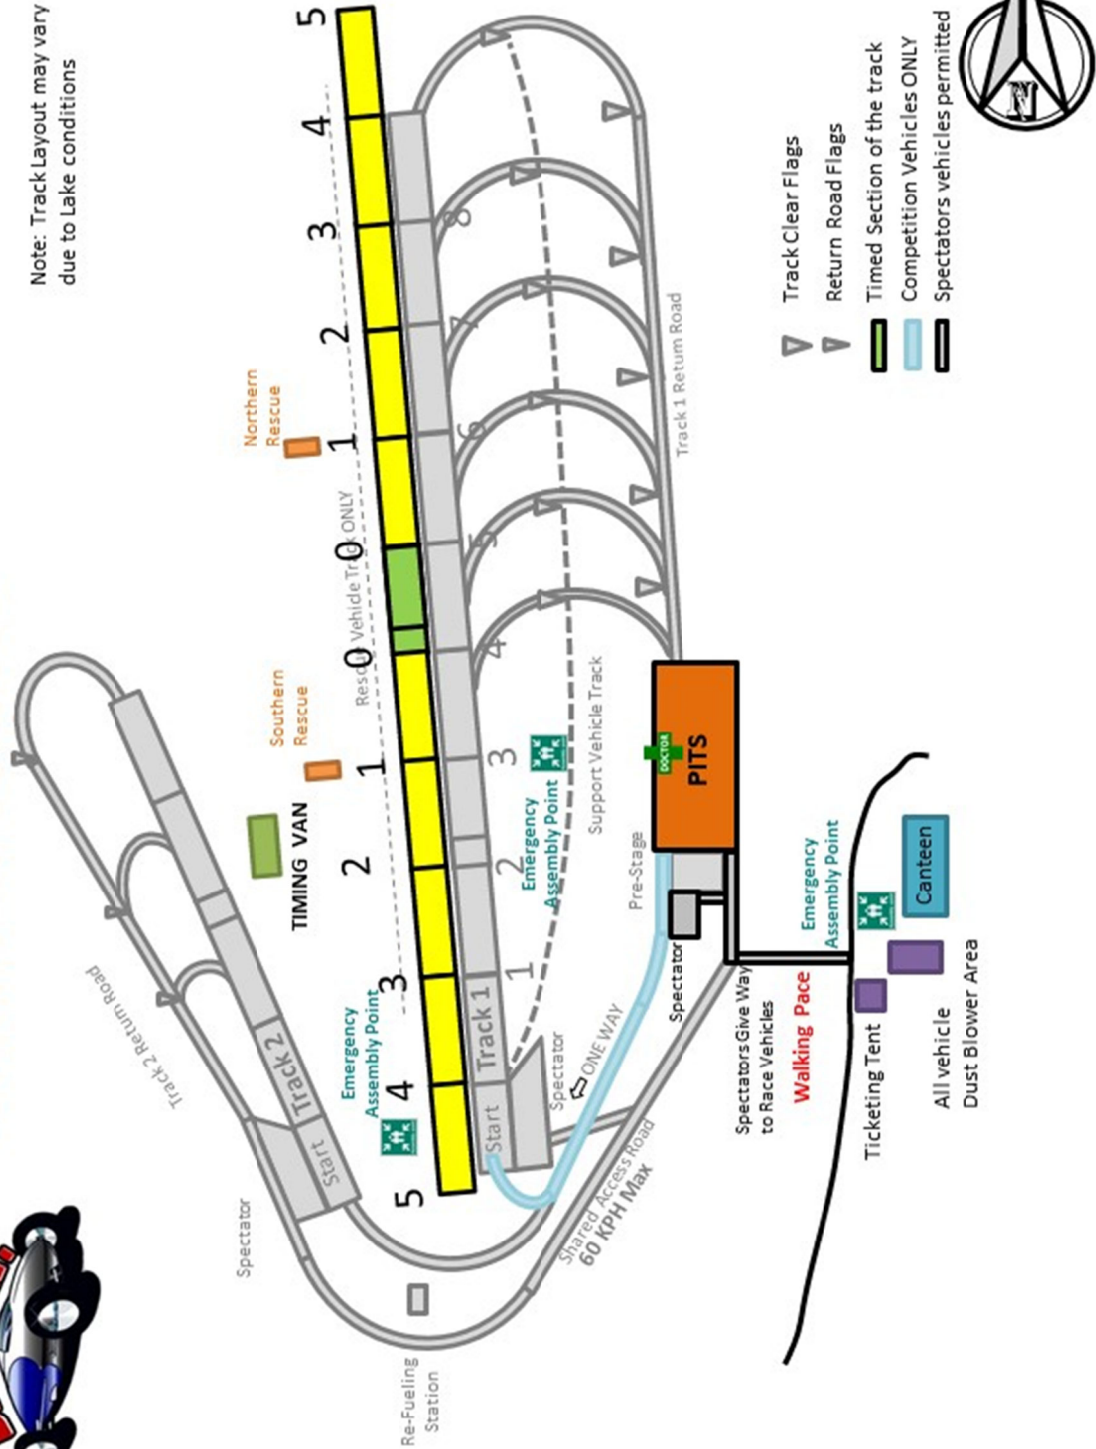 Note: Track Layout may vary
due to Lake conditions
5
4
3
2
1
0
0
1
2
3
4
5
Northern
Rescue
Rescue Vehicle Track ONLY
Southern
Rescue
TIMING VAN
Emergency
Assembly Point
Track 2 Return Road
Track 2
Start
Spectator
Re-Fueling
Station
8
7
6
5
4
3
2
1
Track 1
Start
Emergency
Assembly Point
Support Vehicle Track
Track 1 Return Road
Spectator
ONE WAY
Pre-Stage
DOCTOR
PITS
Spectator
Shared Access Road
60 KPH Max
Spectators Give Way
to Race Vehicles
Walking Pace
Emergency
Assembly Point
Canteen
Ticketing Tent
All vehicle
Dust Blower Area
Track Clear Flags
Return Road Flags
Timed Section of the track
Competition Vehicles ONLY
Spectators vehicles permitted
N